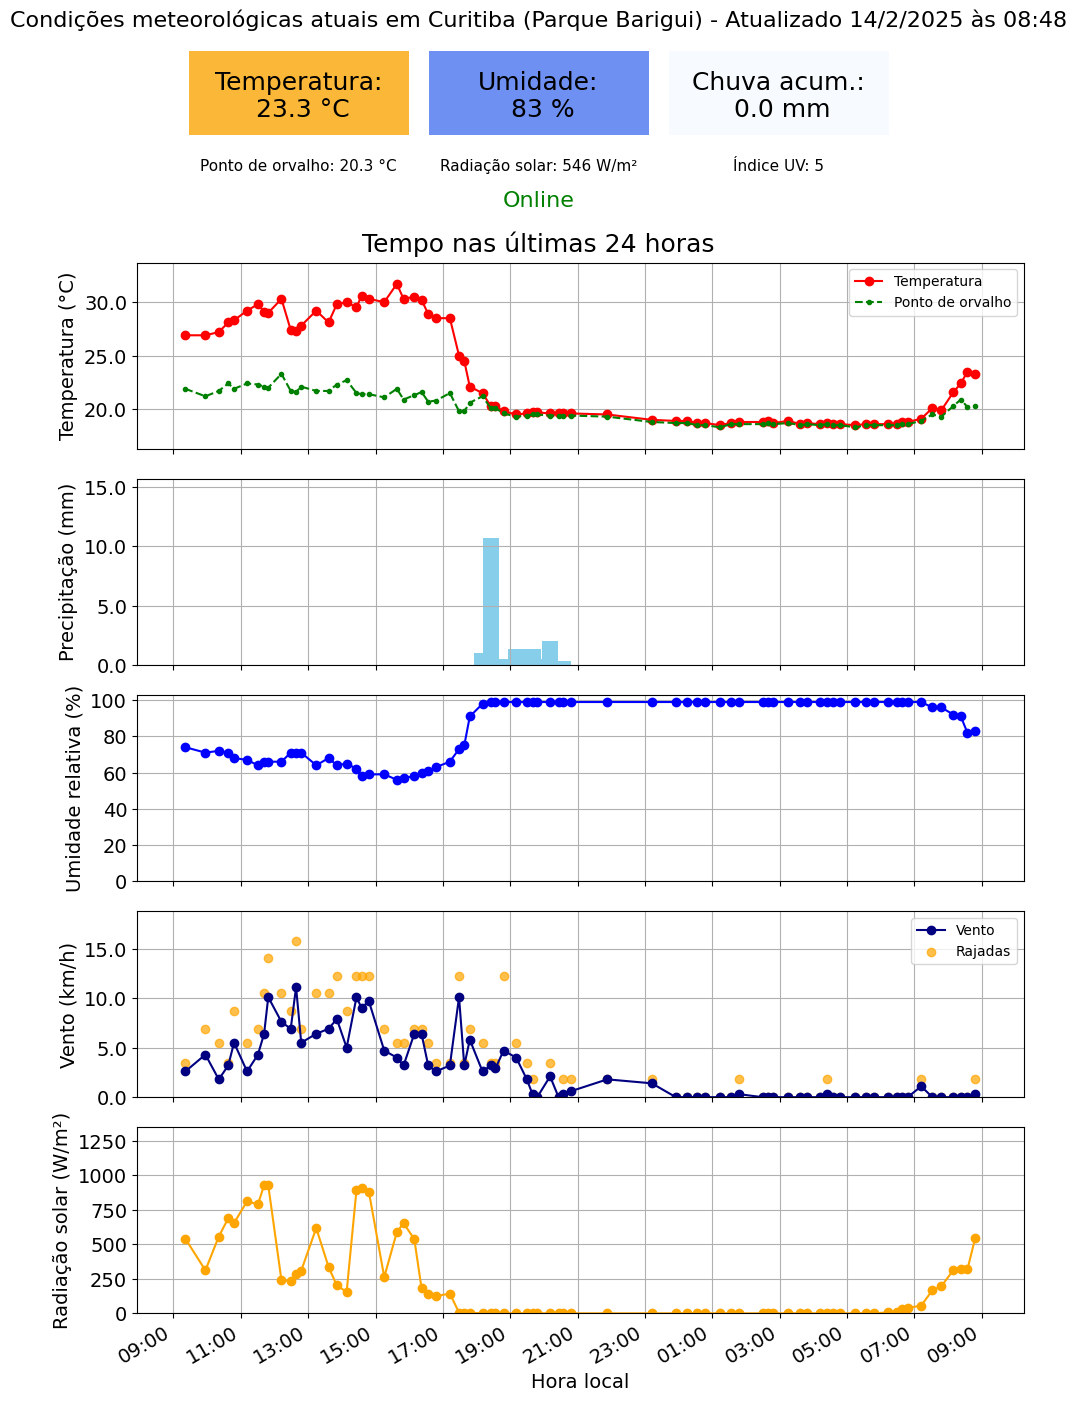 Condições meteorológicas atuais em Curitiba (Parque Barigui) - Atualizado 14/2/2025 às 08:48
Temperatura:
23.3 °C
Umidade:
83 %
Chuva acum.:
0.0 mm
Ponto de orvalho: 20.3 °C
Radiação solar: 546 W/m²
Índice UV: 5
Online
Tempo nas últimas 24 horas
Temperatura (°C)
30.0
25.0
20.0
Temperatura
Ponto de orvalho
Precipitação (mm)
15.0
10.0
5.0
0.0
Umidade relativa (%)
100
80
60
40
20
0
Vento (km/h)
15.0
10.0
5.0
0.0
Vento
Rajadas
Radiação solar (W/m²)
1250
1000
750
500
250
0
09:00
11:00
13:00
15:00
17:00
19:00
21:00
23:00
01:00
03:00
05:00
07:00
09:00
Hora local